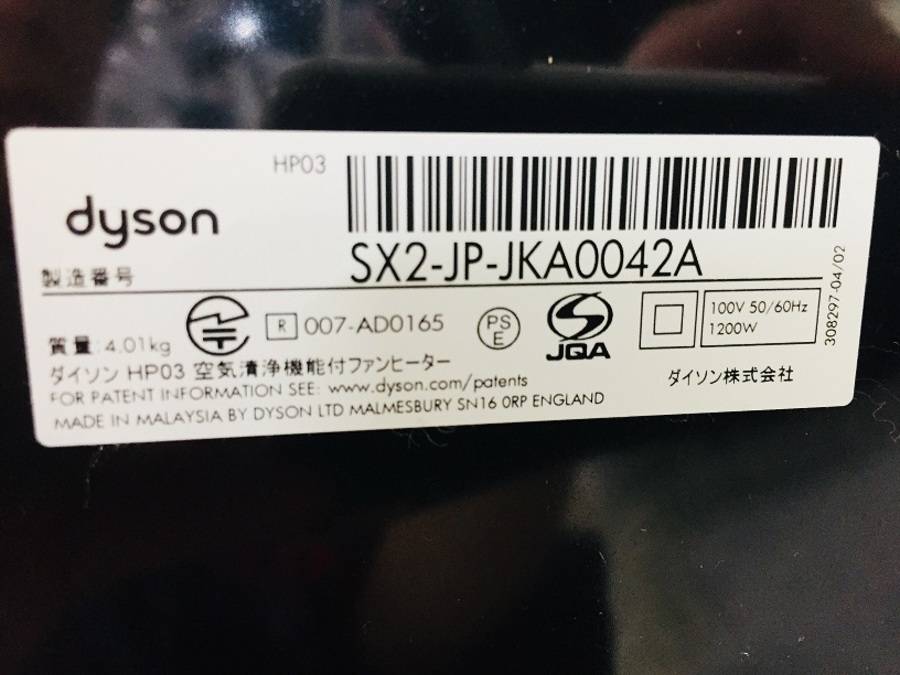 HP03
dyson
製造番号 SX2-JP-JKA0042A
質量:4.01kg
R 007-AD0165
PS
E
JQA
100V 50/60Hz
1200W
308297-04/02
ダイソン HP03 空気清浄機能付ファンヒーター
ダイソン株式会社
FOR PATENT INFORMATION SEE: www.dyson.com/patents
MADE IN MALAYSIA BY DYSON LTD MALMESBURY SN16 0RP ENGLAND